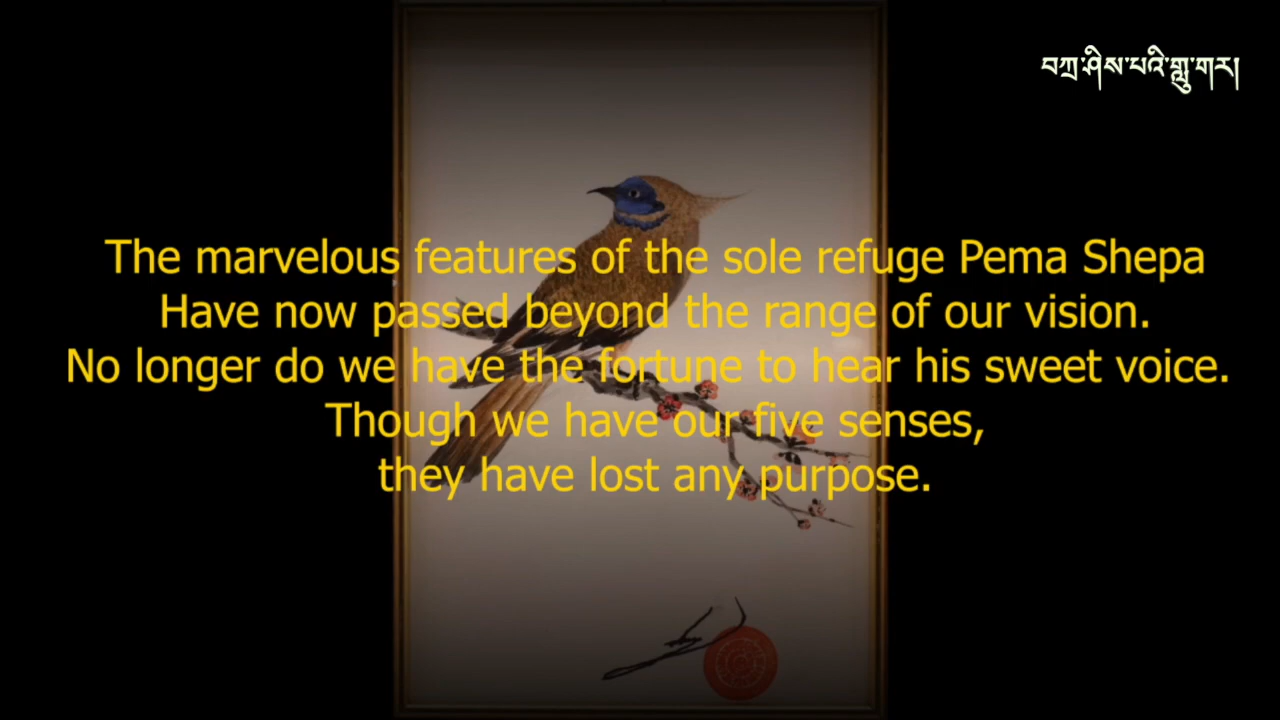 བཀྲ་ཤིས་པའི་གླུ་གར།
The marvelous features of the sole refuge Pema Shepa
Have now passed beyond the range of our vision.
No longer do we have the fortune to hear his sweet voice.
Though we have our five senses,
they have lost any purpose.